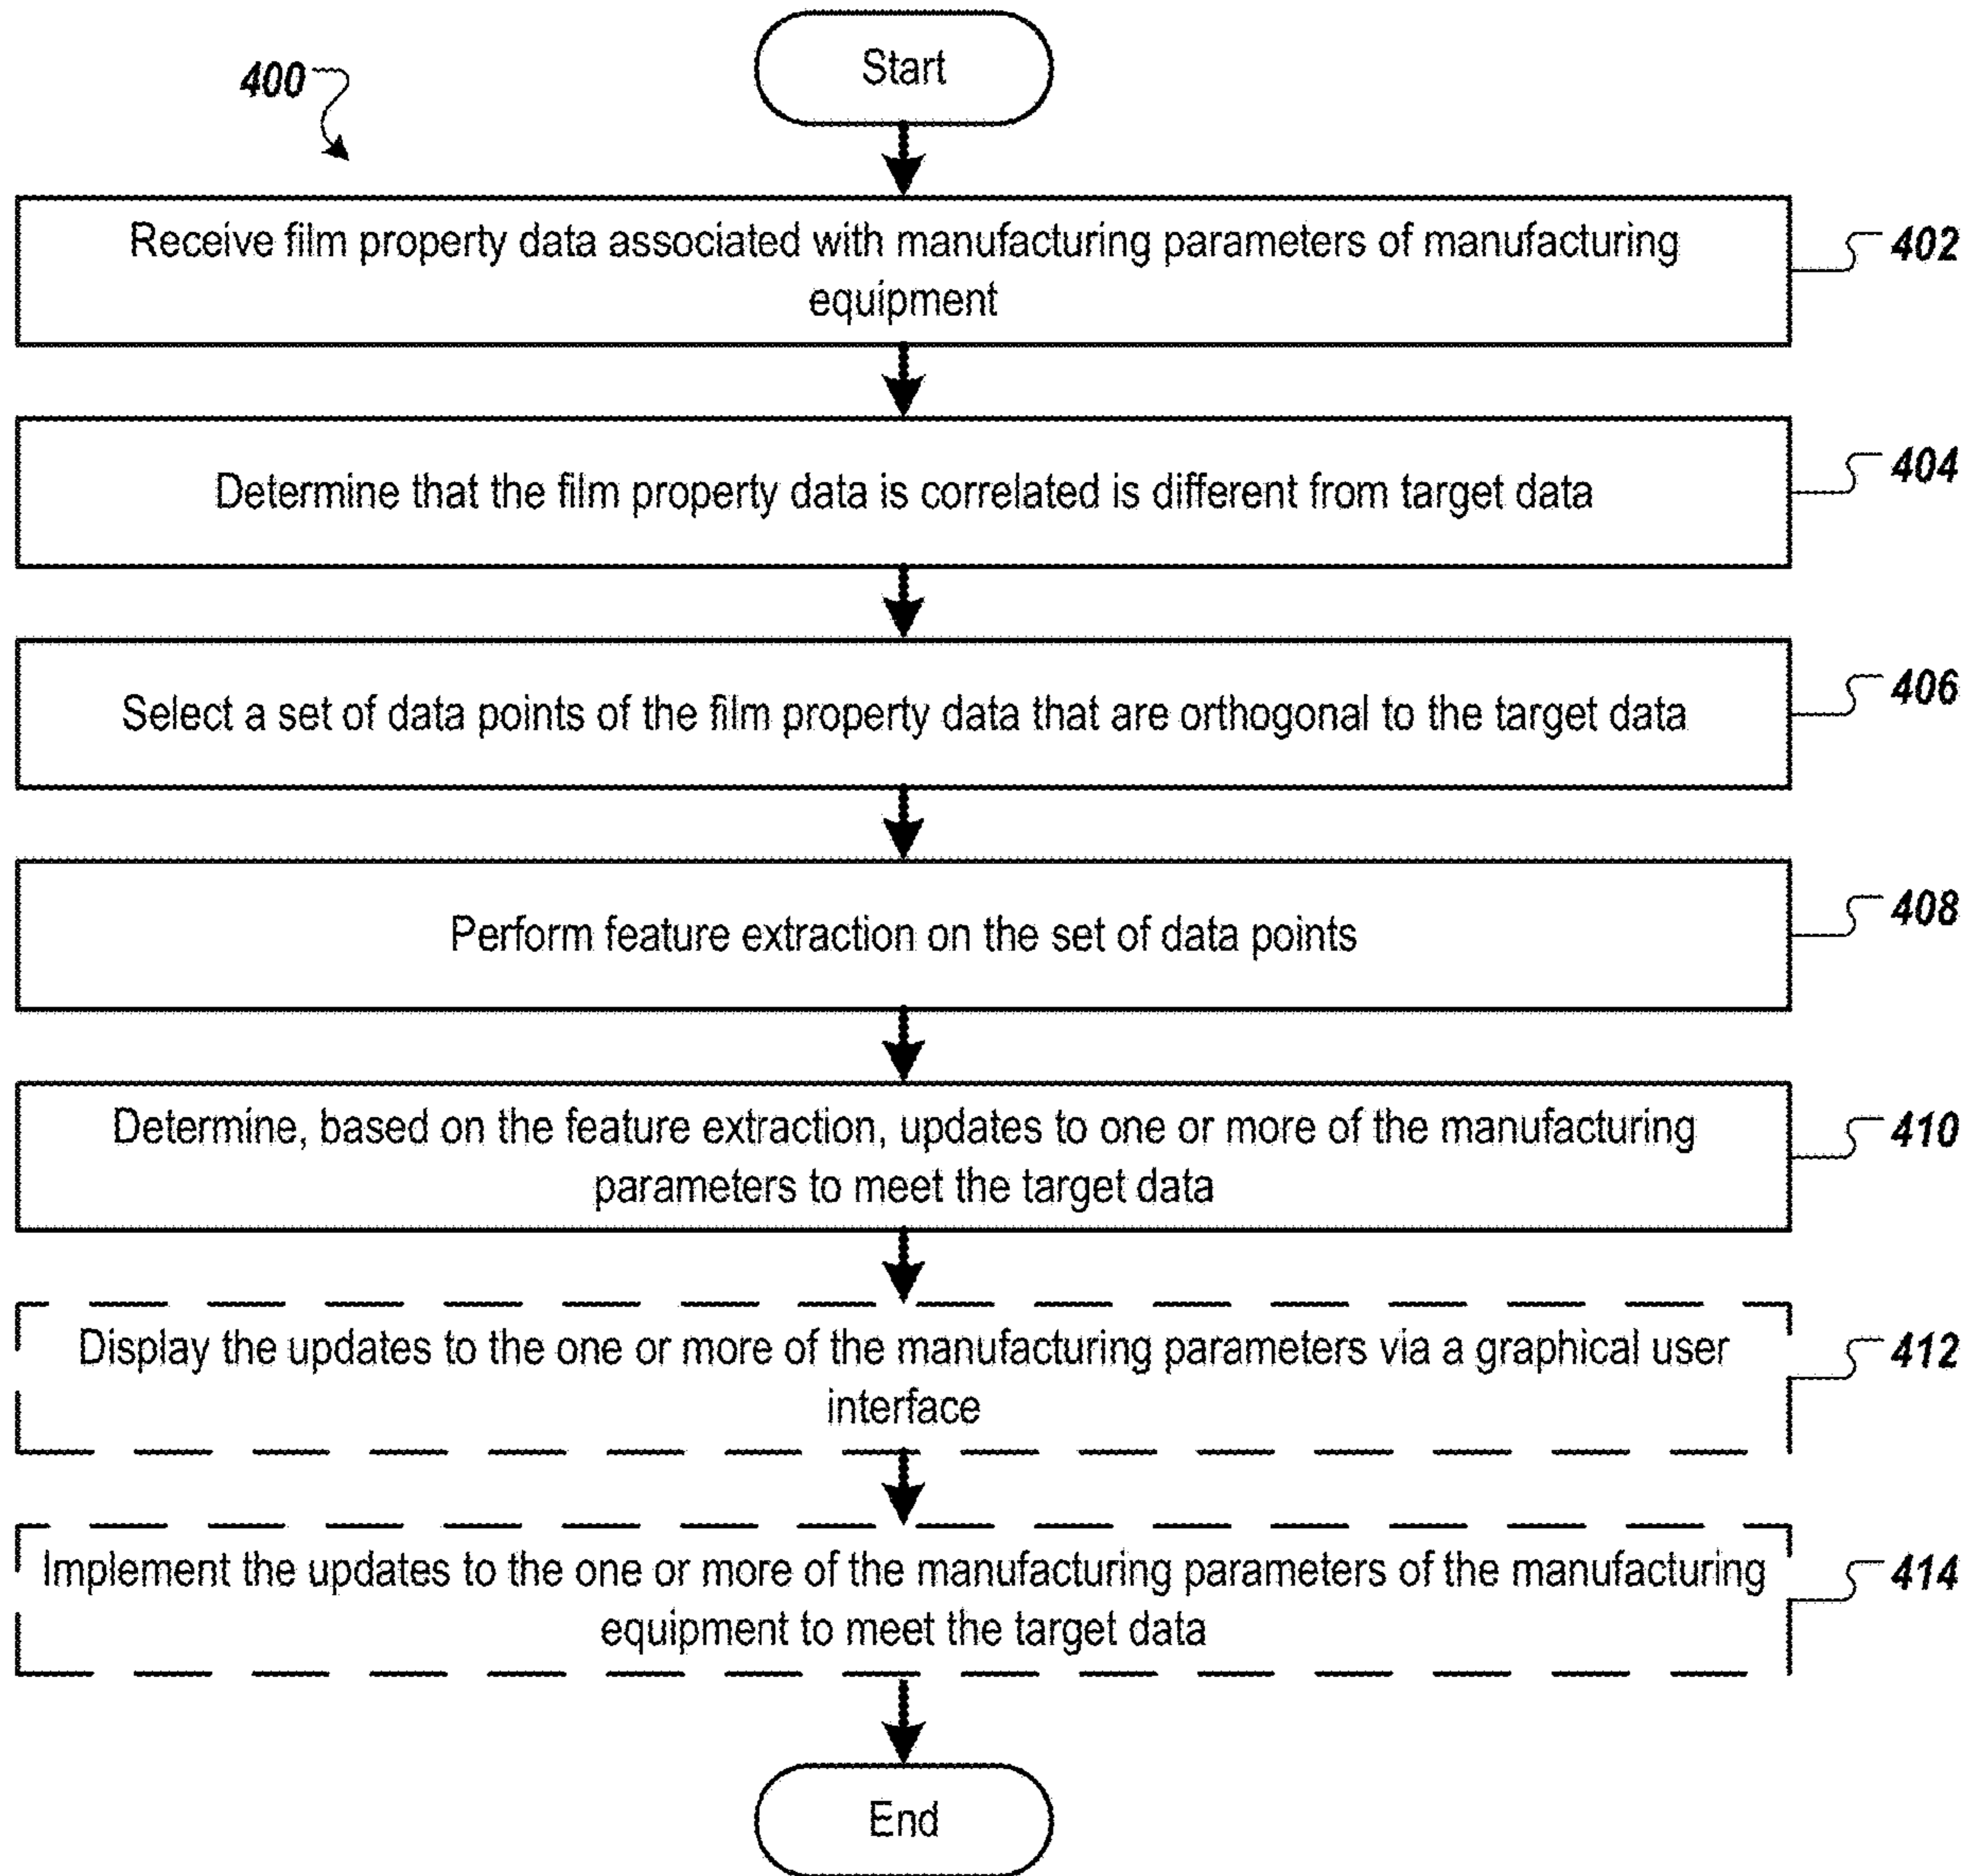 400
Start
Receive film property data associated with manufacturing parameters of manufacturing
equipment
402
Determine that the film property data is correlated is different from target data
404
Select a set of data points of the film property data that are orthogonal to the target data
406
Perform feature extraction on the set of data points
408
Determine, based on the feature extraction, updates to one or more of the manufacturing
parameters to meet the target data
410
Display the updates to the one or more of the manufacturing parameters via a graphical user
interface
412
Implement the updates to the one or more of the manufacturing parameters of the manufacturing
equipment to meet the target data
414
End